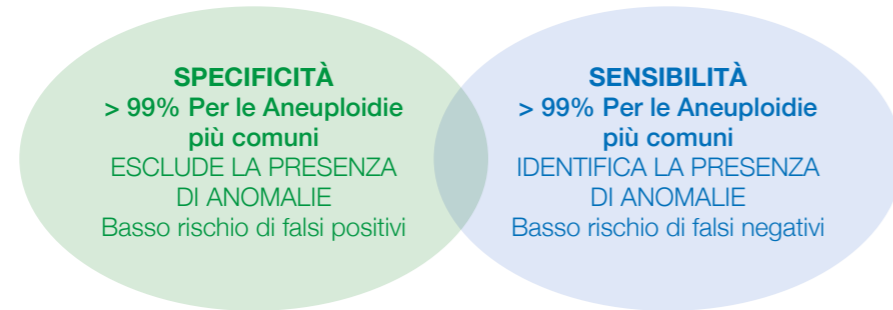 SPECIFICITÀ
> 99% Per le Aneuploidie
più comuni
ESCLUDE LA PRESENZA
DI ANOMALIE
Basso rischio di falsi positivi
SENSIBILITÀ
> 99% Per le Aneuploidie
più comuni
IDENTIFICA LA PRESENZA
DI ANOMALIE
Basso rischio di falsi negativi